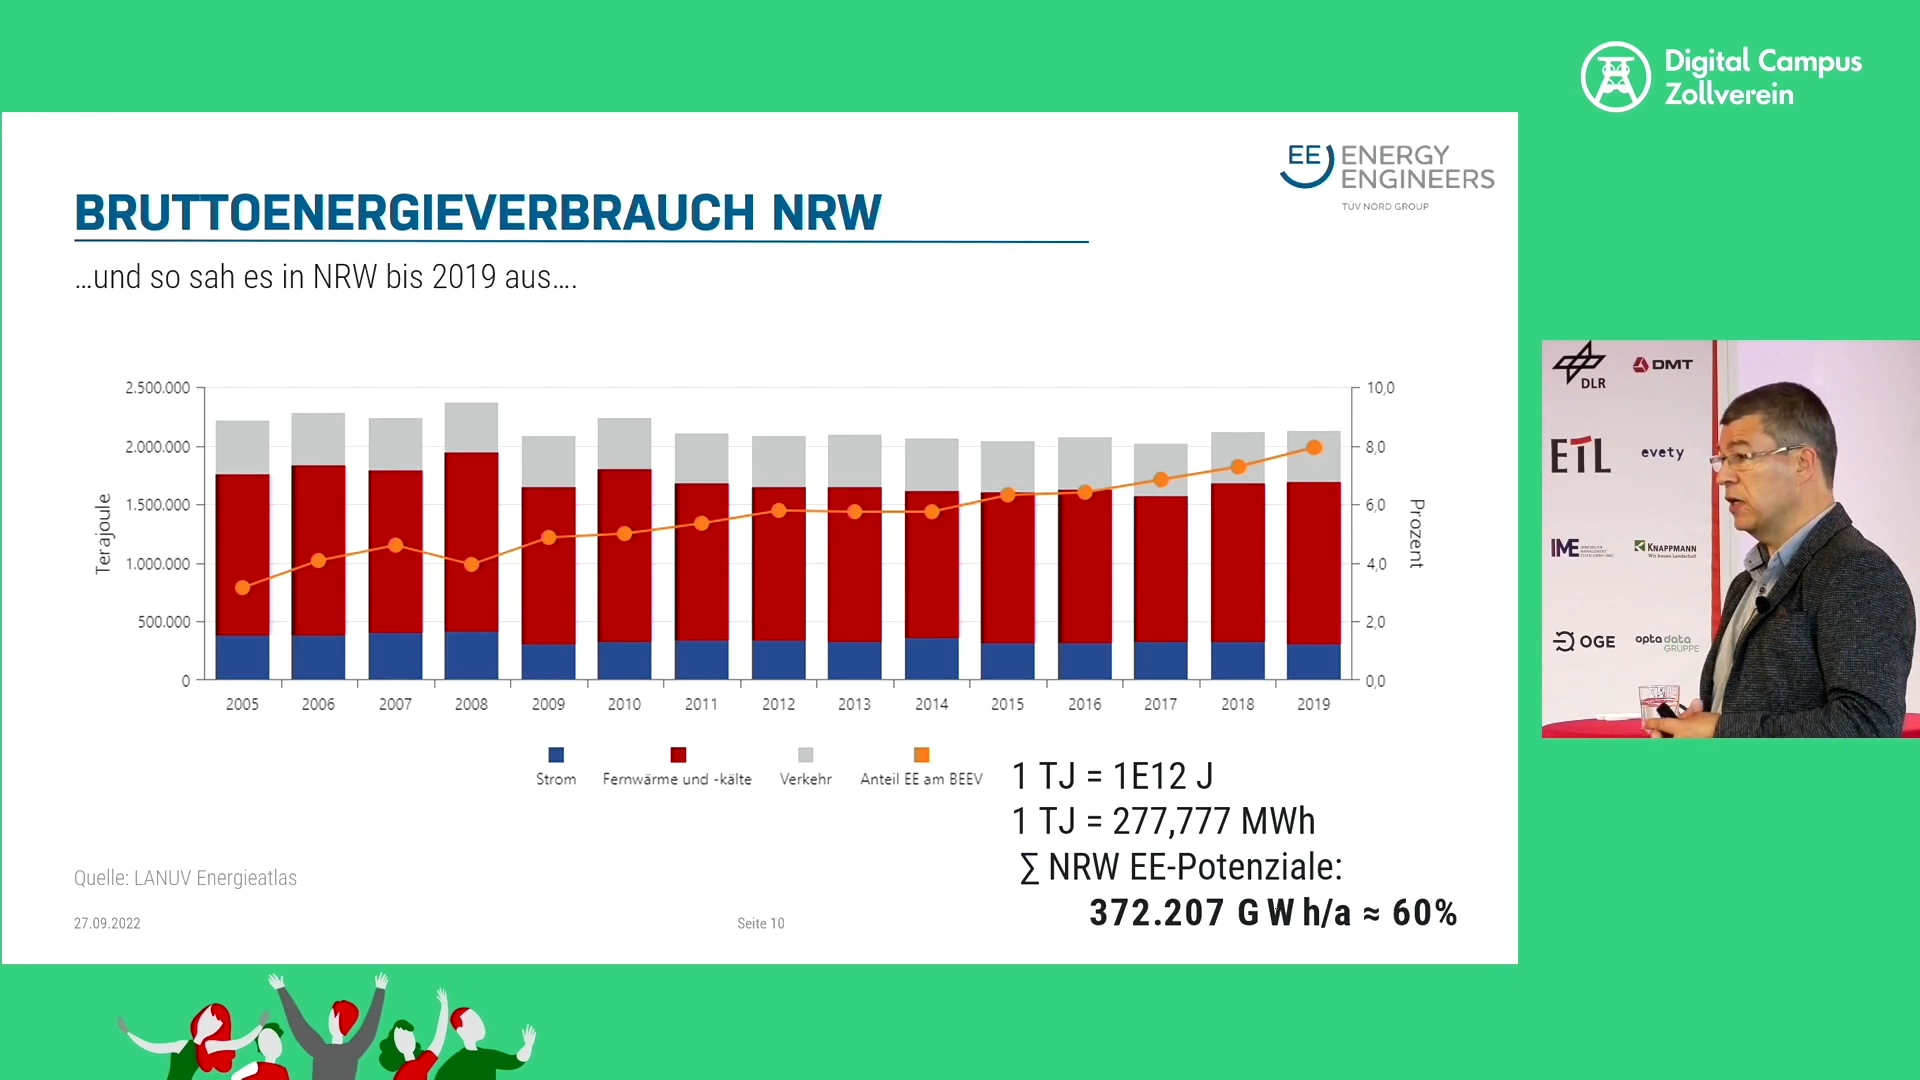 Digital Campus
Zollverein
EE ENERGY
ENGINEERS
TÜV NORD GROUP
BRUTTOENERGIEVERBRAUCH NRW
...und so sah es in NRW bis 2019 aus....
Terajoule
2.500.000
2.000.000
1.500.000
1.000.000
500.000
0
10,0
8,0
6,0
4,0
2,0
0,0
Prozent
2005 2006 2007 2008 2009 2010 2011 2012 2013 2014 2015 2016 2017 2018 2019
Strom Fernwärme und -kälte Verkehr Anteil EE am BEEV
1 TJ = 1E12 J
1 TJ = 277,777 MWh
∑ NRW EE-Potenziale:
372.207 GWh/a ≈ 60%
Quelle: LANUV Energieatlas
27.09.2022
Seite 10
DLR
DMT
ETL
evety
IME
KNAPPMANN
Wir bauen Landschaft
OGE
optadata
GRUPPE